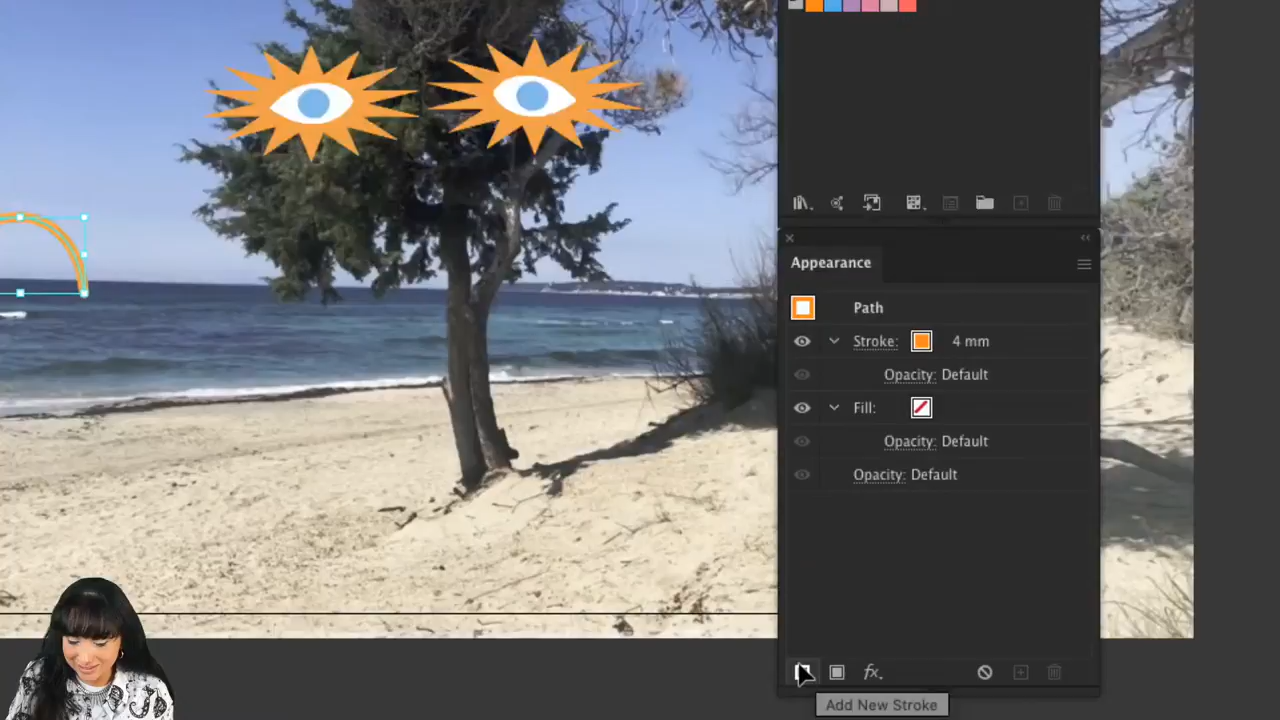 Appearance
Path
Stroke: 4 mm
Opacity: Default
Fill:
Opacity: Default
Opacity: Default
fx
Add New Stroke